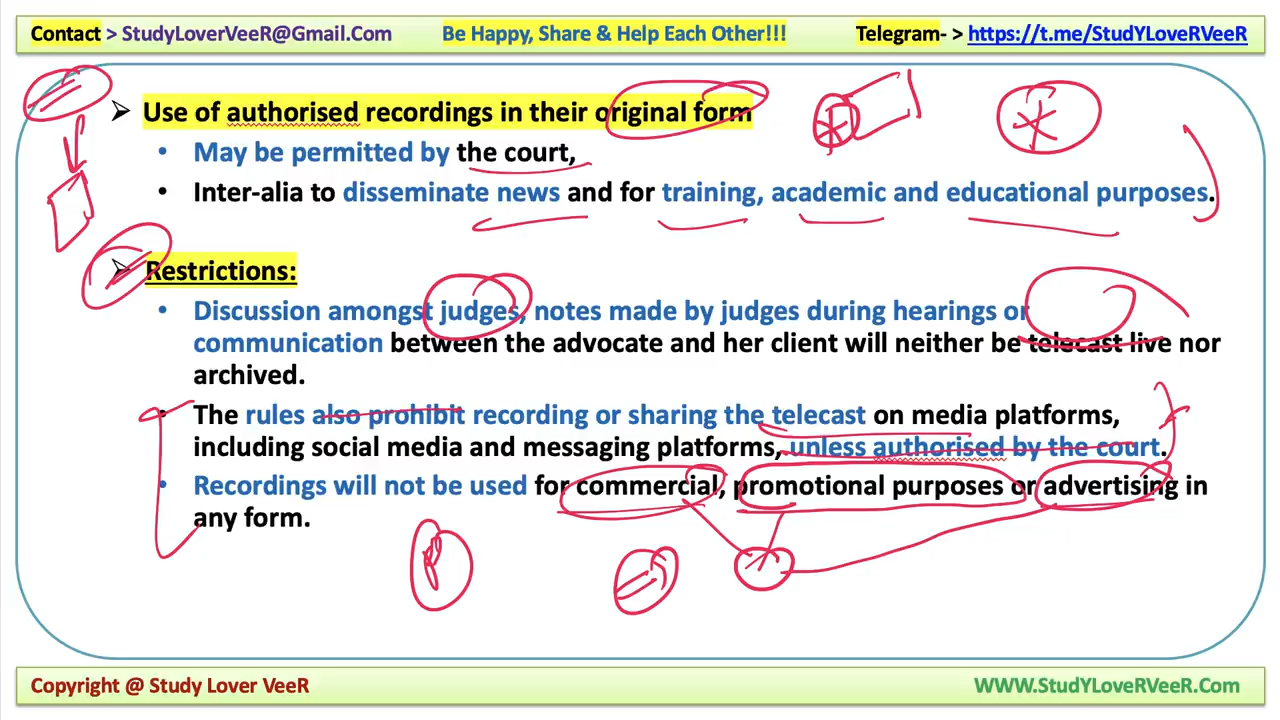 Contact > StudyLoverVeeR@Gmail.Com Be Happy, Share & Help Each Other!!! Telegram- > https://t.me/StudYLoveRVeeR
➢ Use of authorised recordings in their original form
• May be permitted by the court,
• Inter-alia to disseminate news and for training, academic and educational purposes.
➢ Restrictions:
• Discussion amongst judges, notes made by judges during hearings or
communication between the advocate and her client will neither be telecast live nor
archived.
• The rules also prohibit recording or sharing the telecast on media platforms,
including social media and messaging platforms, unless authorised by the court.
• Recordings will not be used for commercial, promotional purposes or advertising in
any form.
Copyright @ Study Lover VeeR WWW.StudYLoveRVeeR.Com